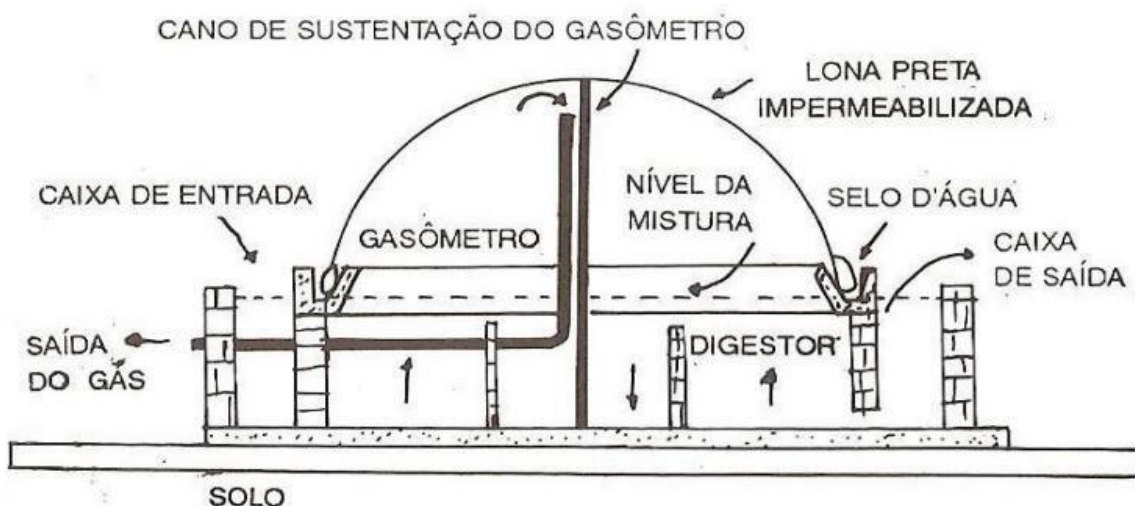 CANO DE SUSTENTAÇÃO DO GASÔMETRO
LONA PRETA
IMPERMEABILIZADA
CAIXA DE ENTRADA
NÍVEL DA
MISTURA
SELO D'ÁGUA
GASÔMETRO
CAIXA
DE SAÍDA
SAÍDA
DO GÁS
DIGESTOR
SOLO